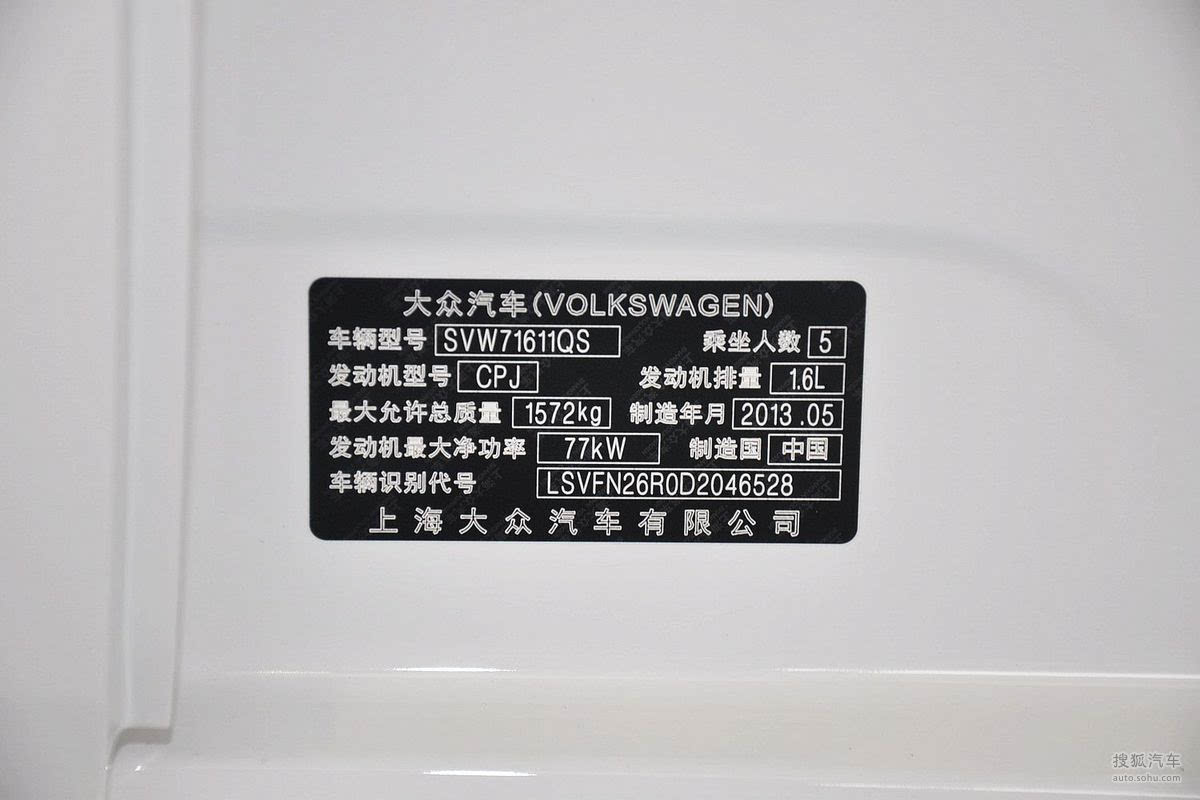 大众汽车(VOLKSWAGEN)
车辆型号 SVW71611QS 乘坐人数 5
发动机型号 CPJ 发动机排量 1.6L
最大允许总质量 1572kg 制造年月 2013.05
发动机最大净功率 77kW 制造国 中国
车辆识别代号 LSVFN26R0D2046528
上海大众汽车有限公司
搜狐汽车
auto.sohu.com